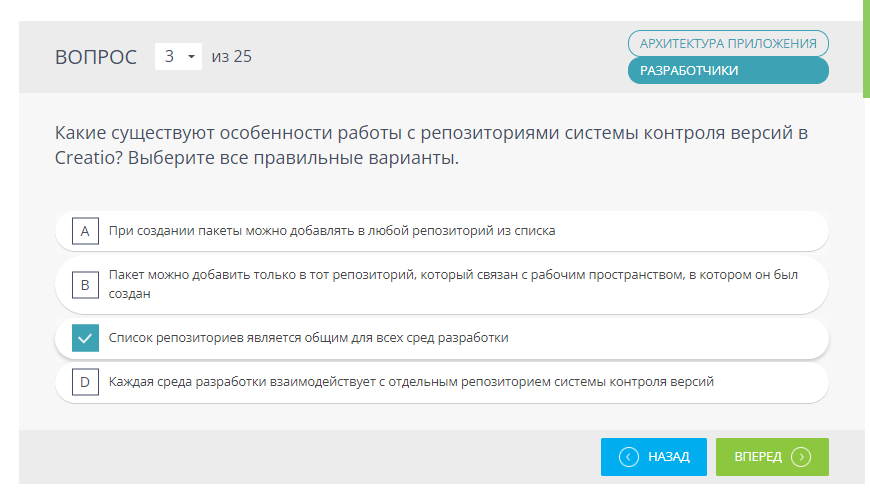 ВОПРОС 3 из 25
АРХИТЕКТУРА ПРИЛОЖЕНИЯ
РАЗРАБОТЧИКИ
Какие существуют особенности работы с репозиториями системы контроля версий в
Creatio? Выберите все правильные варианты.
A При создании пакеты можно добавлять в любой репозиторий из списка
B Пакет можно добавить только в тот репозиторий, который связан с рабочим пространством, в котором он был
создан
Список репозиториев является общим для всех сред разработки
D Каждая среда разработки взаимодействует с отдельным репозиторием системы контроля версий
НАЗАД
ВПЕРЕД